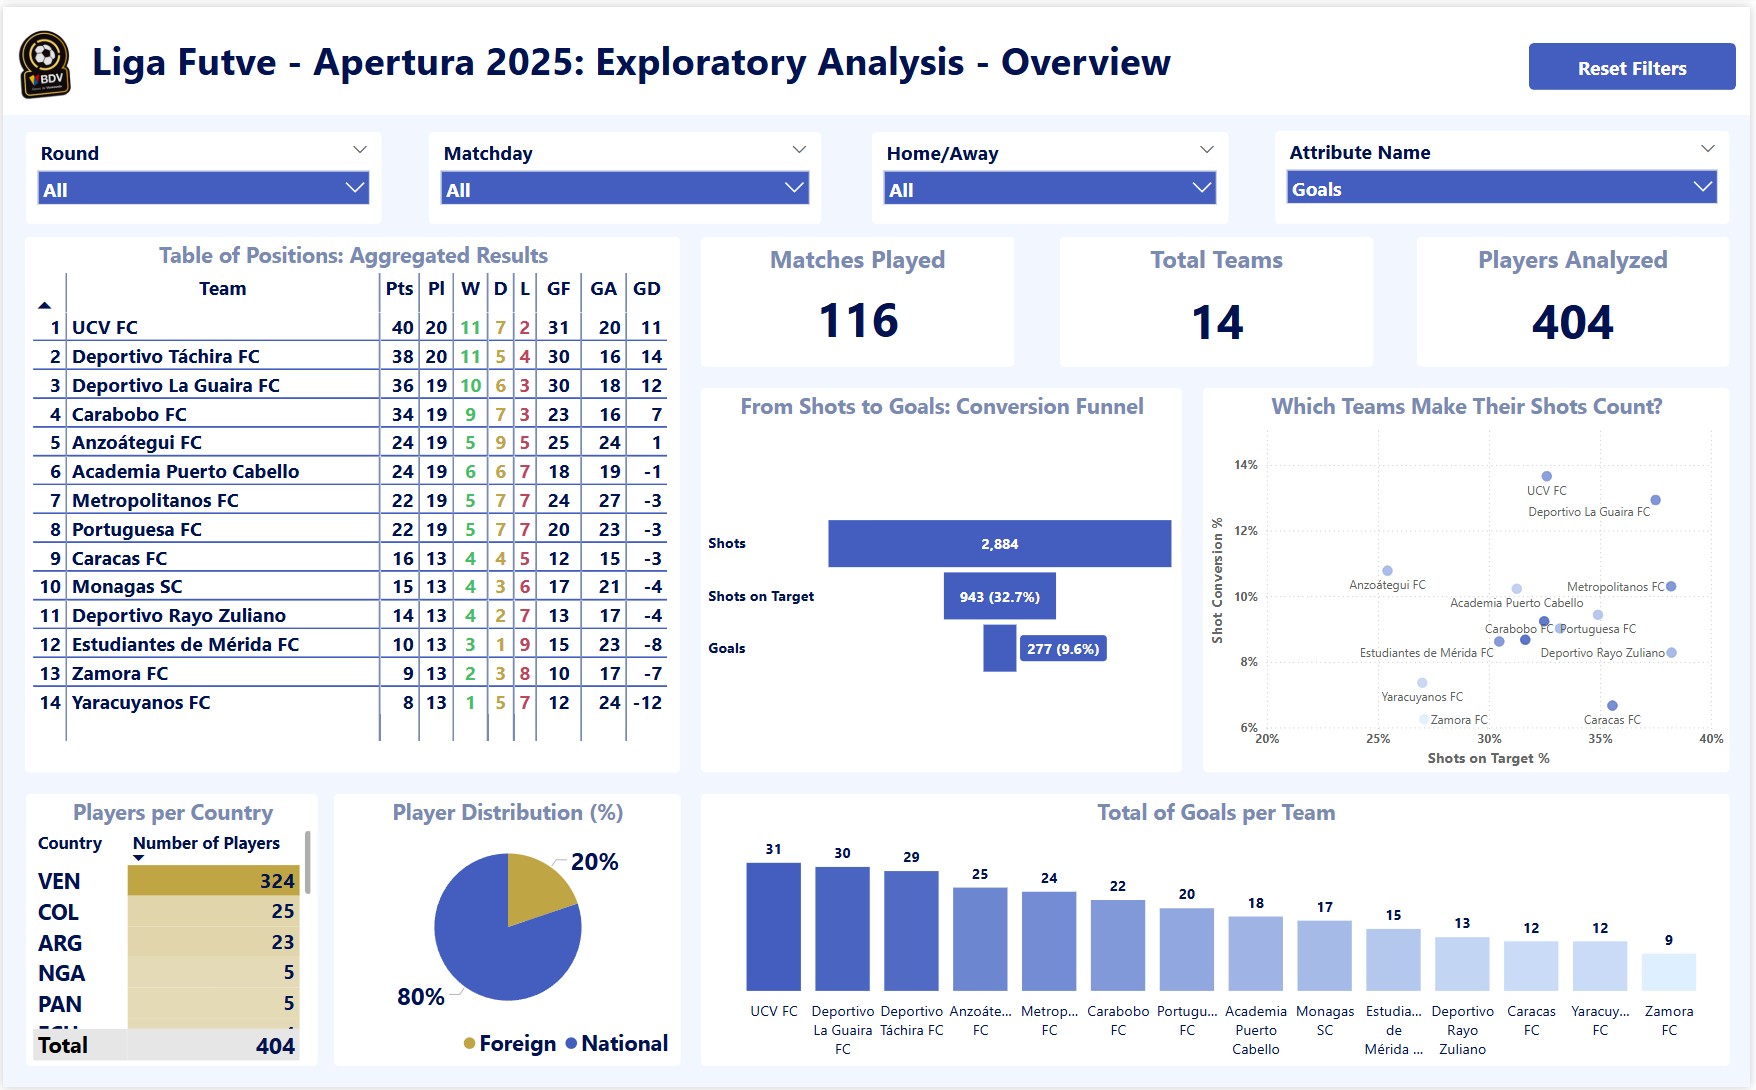 BDV
Liga Futve - Apertura 2025: Exploratory Analysis - Overview
Reset Filters
Round
All
Matchday
All
Home/Away
All
Attribute Name
Goals
Table of Positions: Aggregated Results
Team Pts Pl W D L GF GA GD
1 UCV FC 40 20 11 7 2 31 20 11
2 Deportivo Táchira FC 38 20 11 5 4 30 16 14
3 Deportivo La Guaira FC 36 19 10 6 3 30 18 12
4 Carabobo FC 34 19 9 7 3 23 16 7
5 Anzoátegui FC 24 19 5 9 5 25 24 1
6 Academia Puerto Cabello 24 19 6 6 7 18 19 -1
7 Metropolitanos FC 22 19 5 7 7 24 27 -3
8 Portuguesa FC 22 19 5 7 7 20 23 -3
9 Caracas FC 16 13 4 4 5 12 15 -3
10 Monagas SC 15 13 4 3 6 17 21 -4
11 Deportivo Rayo Zuliano 14 13 4 2 7 13 17 -4
12 Estudiantes de Mérida FC 10 13 3 1 9 15 23 -8
13 Zamora FC 9 13 2 3 8 10 17 -7
14 Yaracuyanos FC 8 13 1 5 7 12 24 -12
Matches Played
116
Total Teams
14
Players Analyzed
404
From Shots to Goals: Conversion Funnel
Shots
2,884
Shots on Target
943 (32.7%)
Goals
277 (9.6%)
Which Teams Make Their Shots Count?
Shot Conversion %
14%
12%
10%
8%
6%
UCV FC
Deportivo La Guaira FC
Anzoátegui FC
Metropolitanos FC
Academia Puerto Cabello
Carabobo FC
Portuguesa FC
Estudiantes de Mérida FC
Deportivo Rayo Zuliano
Yaracuyanos FC
Zamora FC
Caracas FC
20% 25% 30% 35% 40%
Shots on Target %
Players per Country
Country Number of Players
VEN 324
COL 25
ARG 23
NGA 5
PAN 5
Total 404
Player Distribution (%)
20%
80%
Foreign National
Total of Goals per Team
31 30 29 25 24 22 20 18 17 15 13 12 12 9
UCV FC
Deportivo
La Guaira
FC
Deportivo
Táchira FC
Anzoáte...
FC
Metrop...
FC
Carabobo
FC
Portugu...
FC
Academia
Puerto
Cabello
Monagas
SC
Estudia...
de
Mérida ...
Deportivo
Rayo
Zuliano
Caracas
FC
Yaracuy...
FC
Zamora
FC